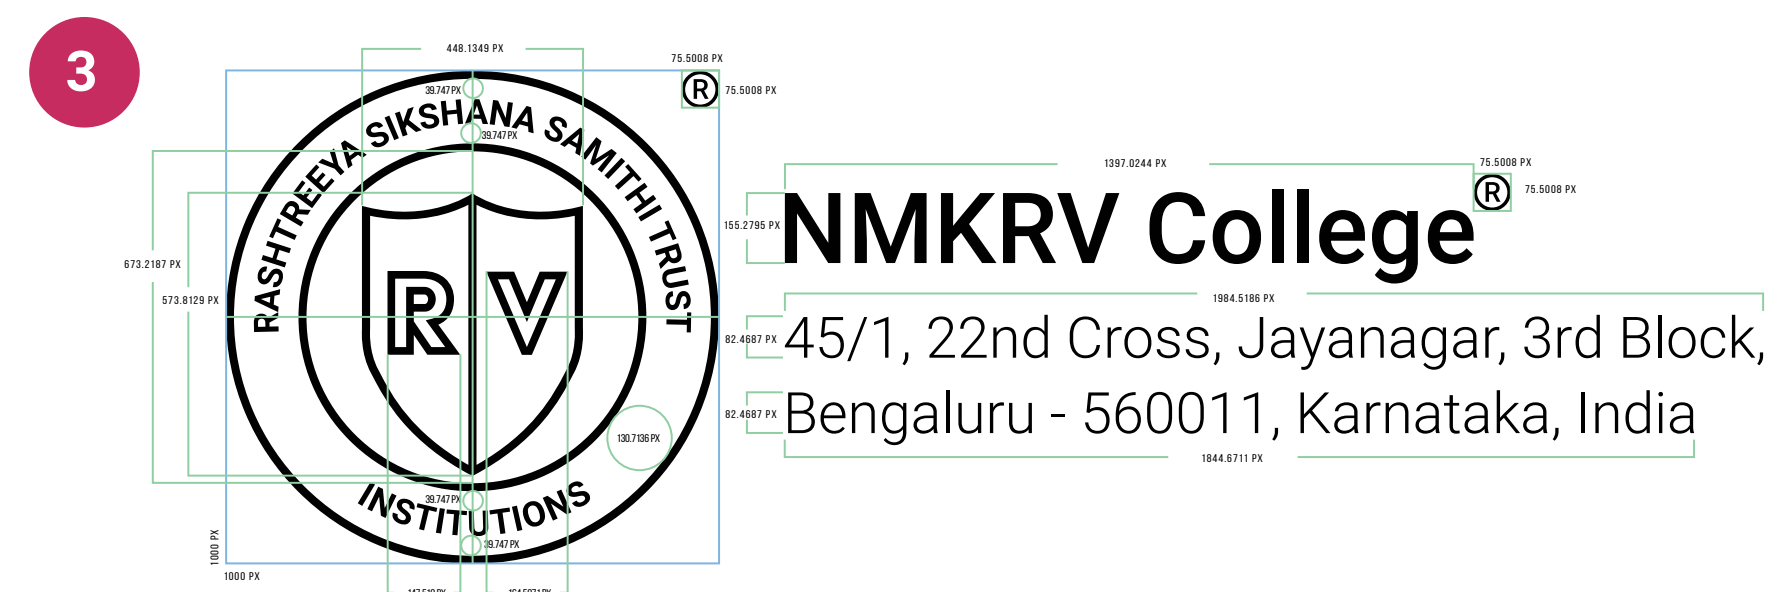 3
448.1349 PX
75.5008 PX
®
75.5008 PX
39.747 PX
RASHTREEYA SIKSHANA SAMITHI TRUST
39.747 PX
1397.0244 PX
75.5008 PX
®
75.5008 PX
155.2795 PX
NMKRV College
673.2187 PX
573.8129 PX
R V
1984.5186 PX
82.4687 PX
45/1, 22nd Cross, Jayanagar, 3rd Block,
82.4687 PX
Bengaluru - 560011, Karnataka, India
130.7136 PX
1844.6711 PX
39.747 PX
INSTITUTIONS
39.747 PX
1000 PX
1000 PX